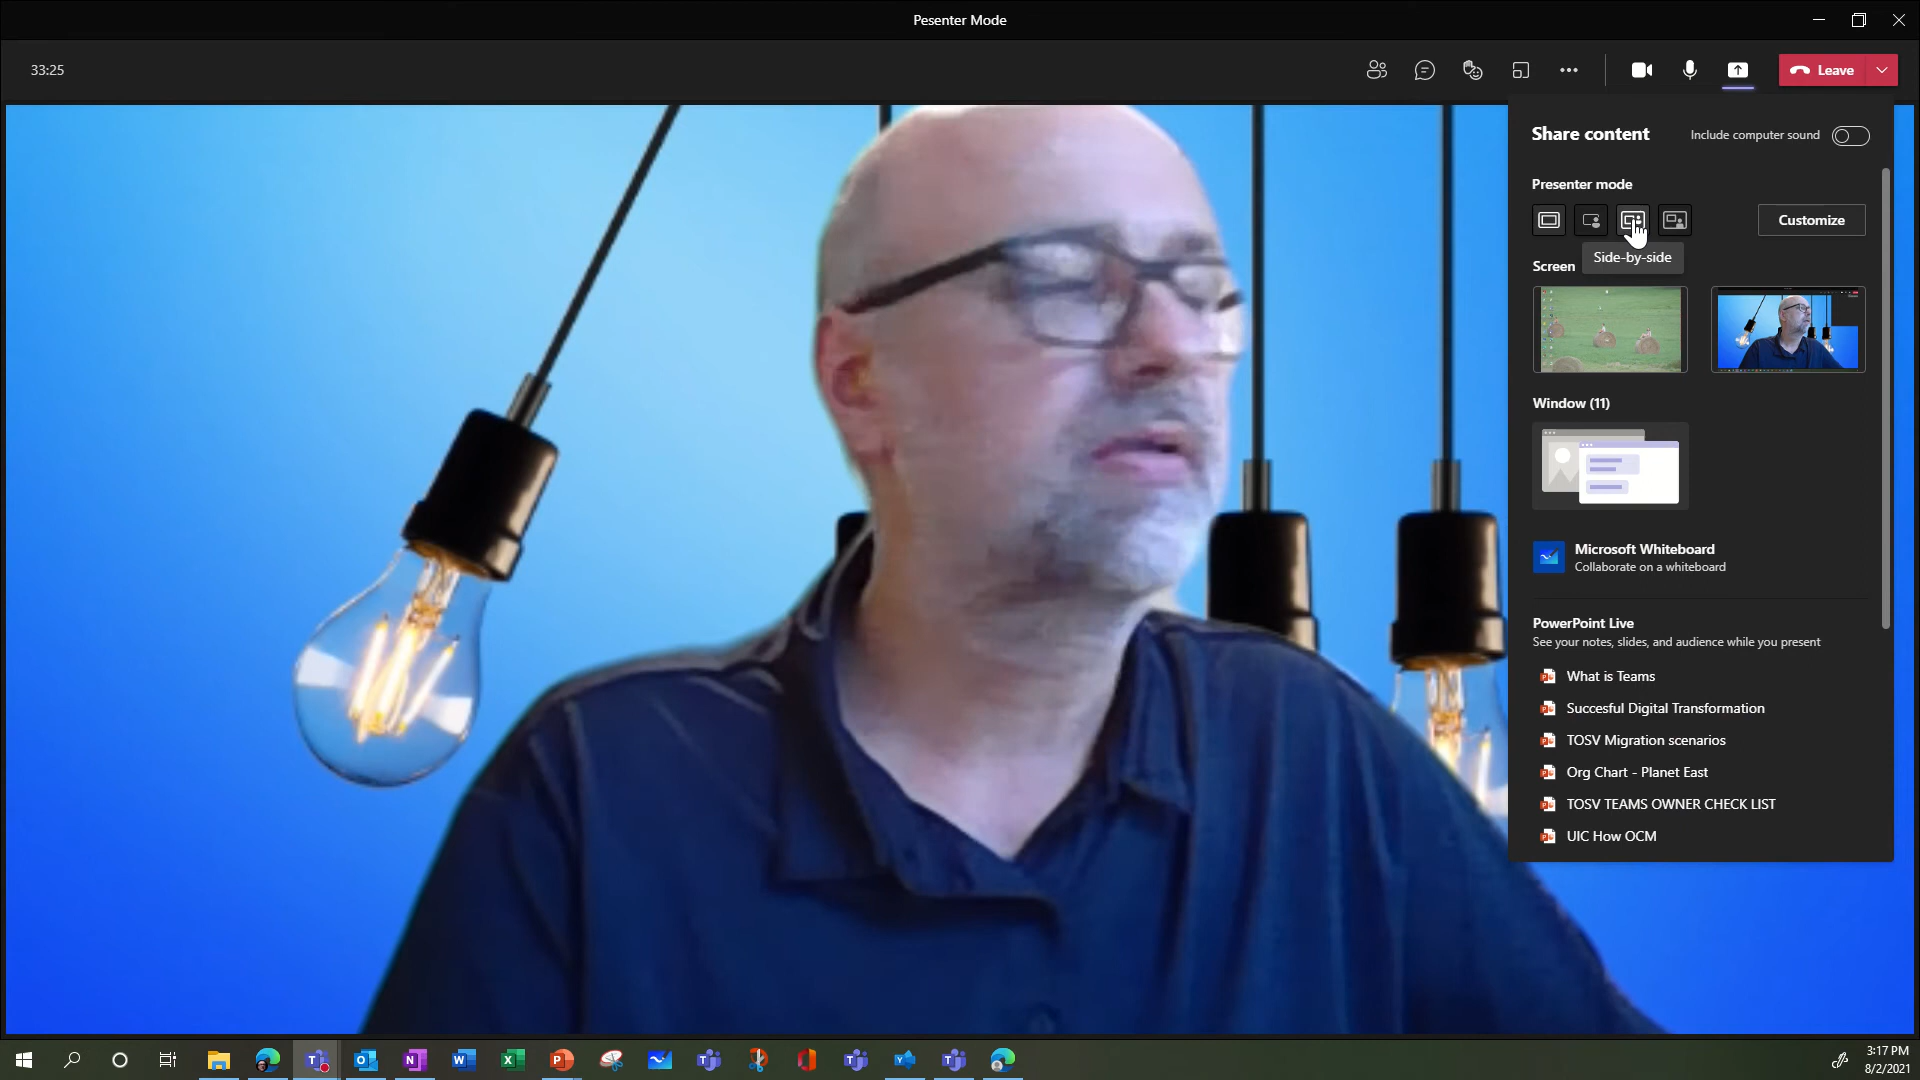 Pesenter Mode
33:25
Leave
Share content
Include computer sound
Presenter mode
Customize
Side-by-side
Screen
Window (11)
Microsoft Whiteboard
Collaborate on a whiteboard
PowerPoint Live
See your notes, slides, and audience while you present
What is Teams
Succesful Digital Transformation
TOSV Migration scenarios
Org Chart - Planet East
TOSV TEAMS OWNER CHECK LIST
UIC How OCM
3:17 PM
8/2/2021